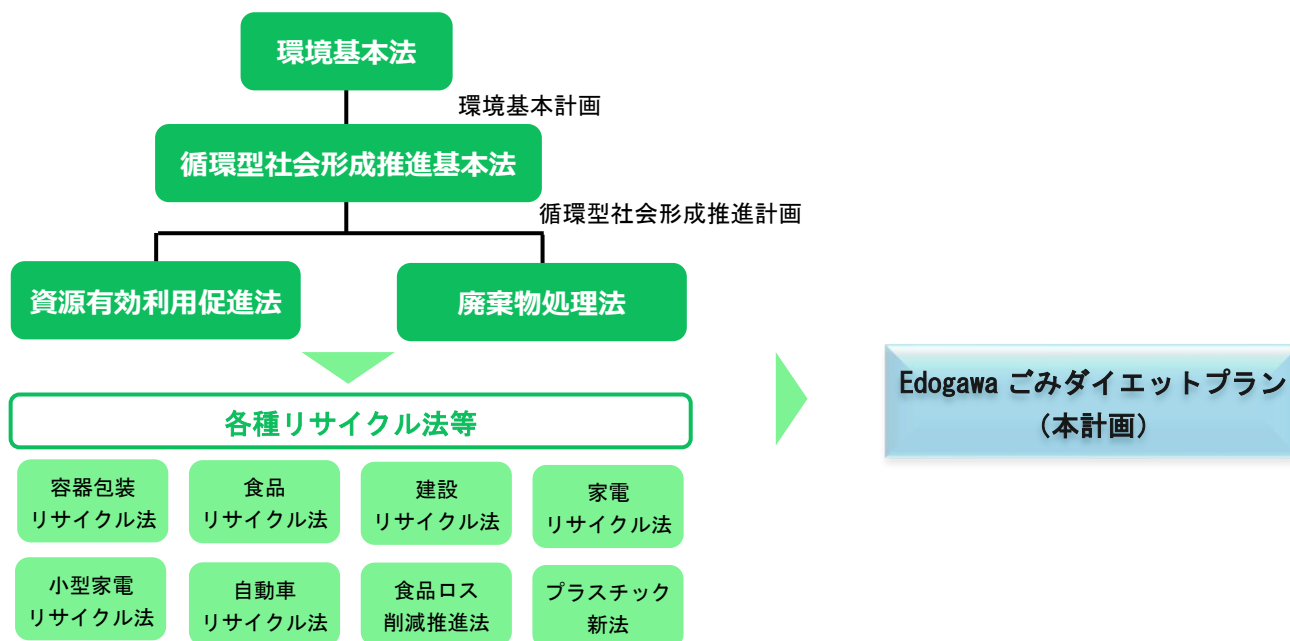 環境基本法
環境基本計画
循環型社会形成推進基本法
循環型社会形成推進計画
資源有効利用促進法
廃棄物処理法
各種リサイクル法等
容器包装
リサイクル法
食品
リサイクル法
建設
リサイクル法
家電
リサイクル法
小型家電
リサイクル法
自動車
リサイクル法
食品ロス
削減推進法
プラスチック
新法
Edogawa ごみダイエットプラン
（本計画）